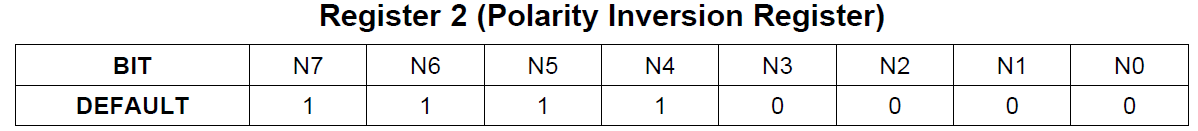 Register 2 (Polarity Inversion Register)
BIT N7 N6 N5 N4 N3 N2 N1 N0
DEFAULT 1 1 1 1 0 0 0 0